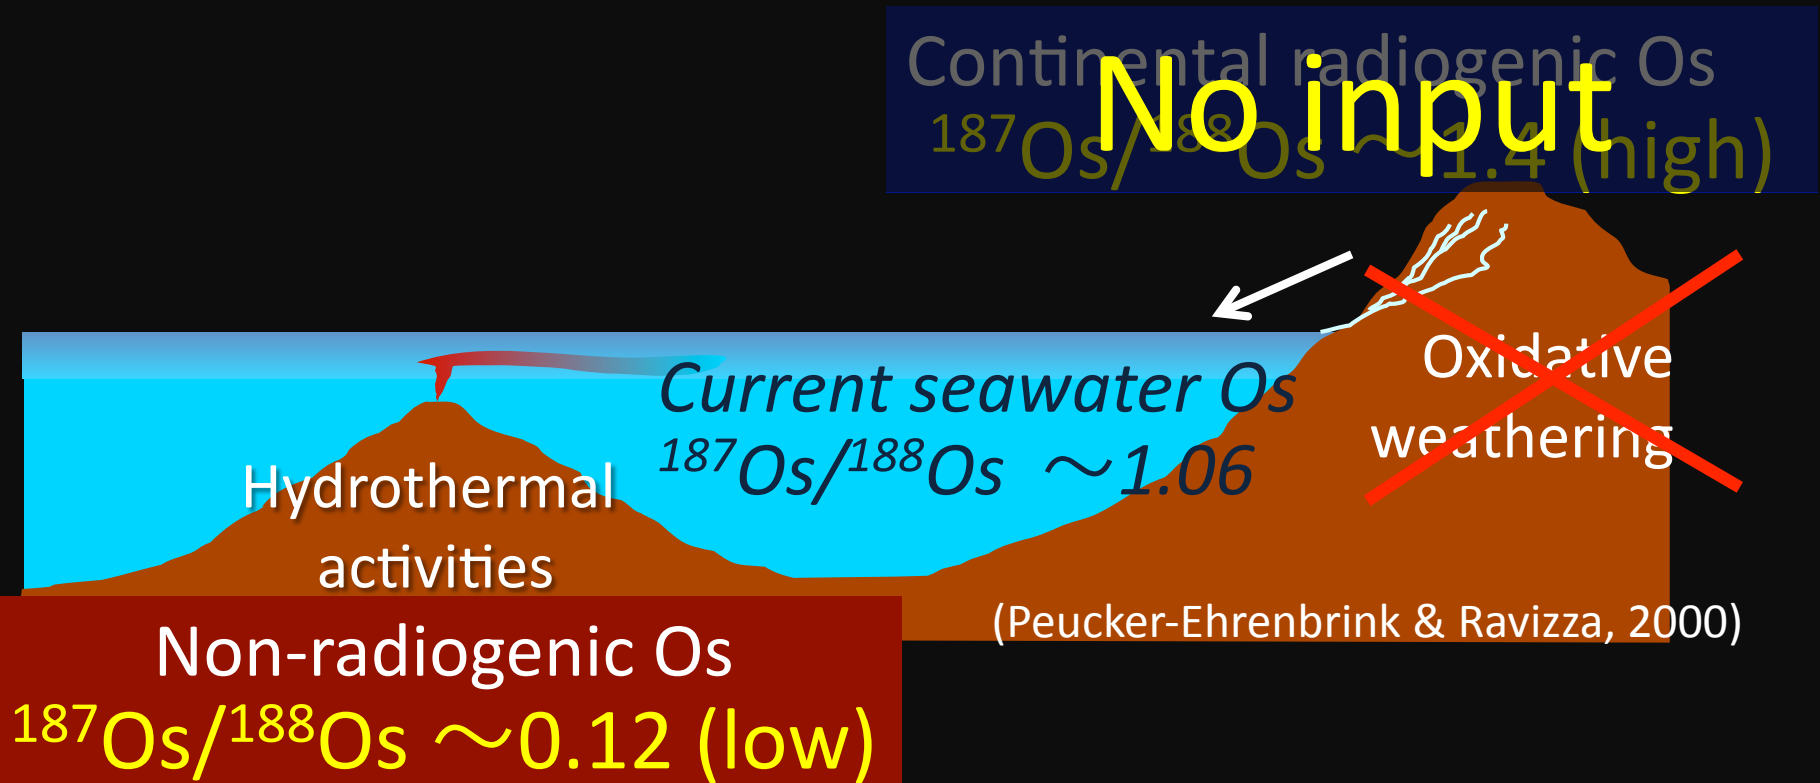 Continental radiogenic Os
¹⁸⁷Os/¹⁸⁸Os ～1.4 (high)
No input
Oxidative
weathering
Current seawater Os
¹⁸⁷Os/¹⁸⁸Os ～1.06
Hydrothermal
activities
(Peucker-Ehrenbrink & Ravizza, 2000)
Non-radiogenic Os
¹⁸⁷Os/¹⁸⁸Os ～0.12 (low)